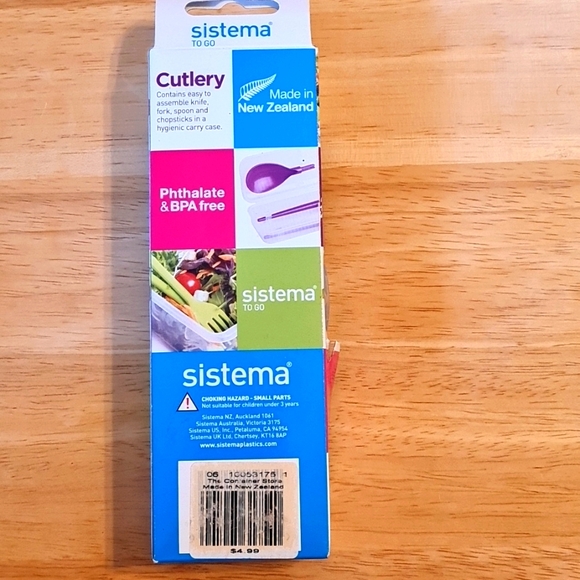 sistema®
TO GO
Cutlery
Contains easy to
assemble knife,
fork, spoon and
chopsticks in a
hygienic carry case.
Made in
New Zealand
Phthalate
& BPA free
sistema®
TO GO
sistema®
CHOKING HAZARD - SMALL PARTS
Not suitable for children under 3 years
Sistema NZ, Auckland 1061
Sistema Australia, Victoria 3175
Sistema US, Inc., Petaluma, CA 94954
Sistema UK Ltd, Chertsey, KT16 8AP
www.sistemaplastics.com
The Container Store
Made in New Zealand
$4.99